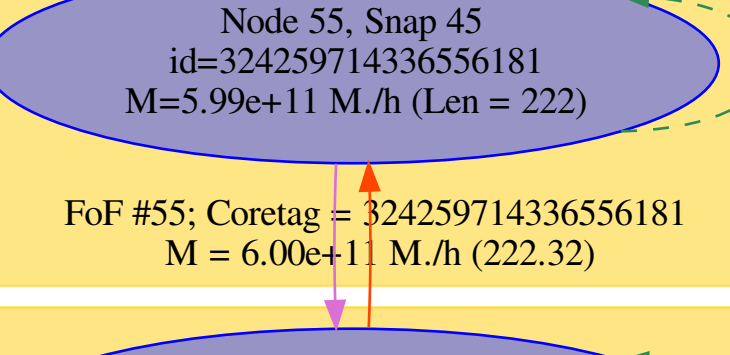 Node 55, Snap 45
id=324259714336556181
M=5.99e+11 M./h (Len = 222)
FoF #55; Coretag = 324259714336556181
M = 6.00e+11 M./h (222.32)